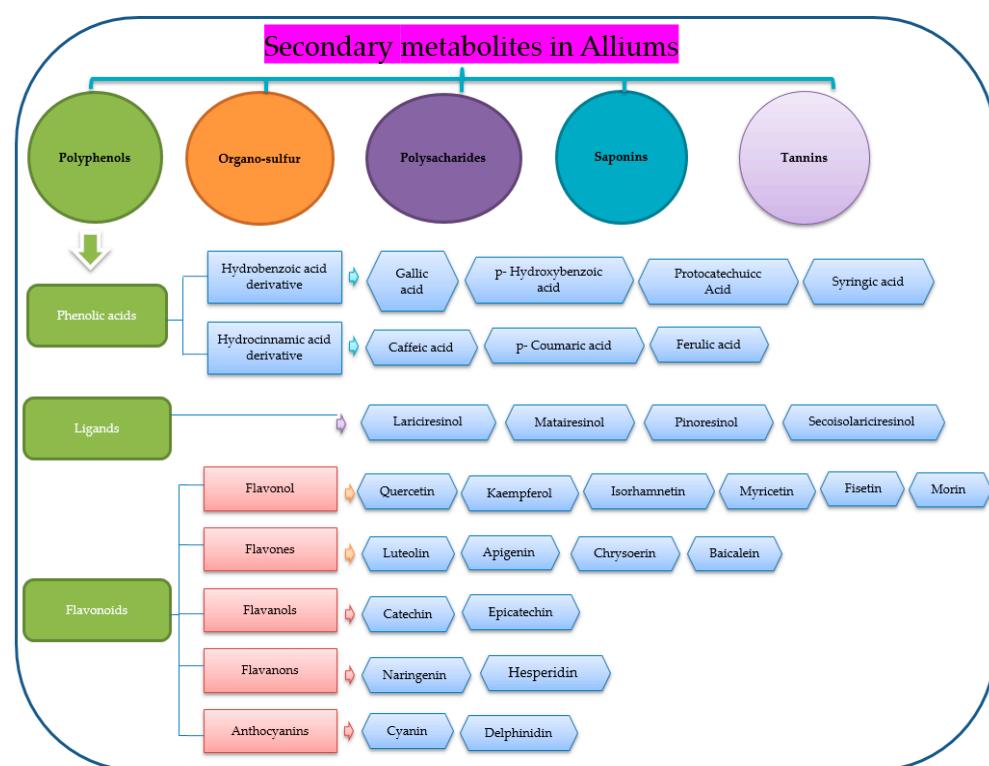 Secondary metabolites in Alliums
Polyphenols
Organo-sulfur
Polysacharides
Saponins
Tannins
Phenolic acids
Hydrobenzoic acid
derivative
Gallic
acid
p- Hydroxybenzoic
acid
Protocatechuicc
Acid
Syringic acid
Hydrocinnamic acid
derivative
Caffeic acid
p- Coumaric acid
Ferulic acid
Ligands
Lariciresinol
Matairesinol
Pinoresinol
Secoisolariciresinol
Flavonoids
Flavonol
Quercetin
Kaempferol
Isorhamnetin
Myricetin
Fisetin
Morin
Flavones
Luteolin
Apigenin
Chrysoerin
Baicalein
Flavanols
Catechin
Epicatechin
Flavanons
Naringenin
Hesperidin
Anthocyanins
Cyanin
Delphinidin